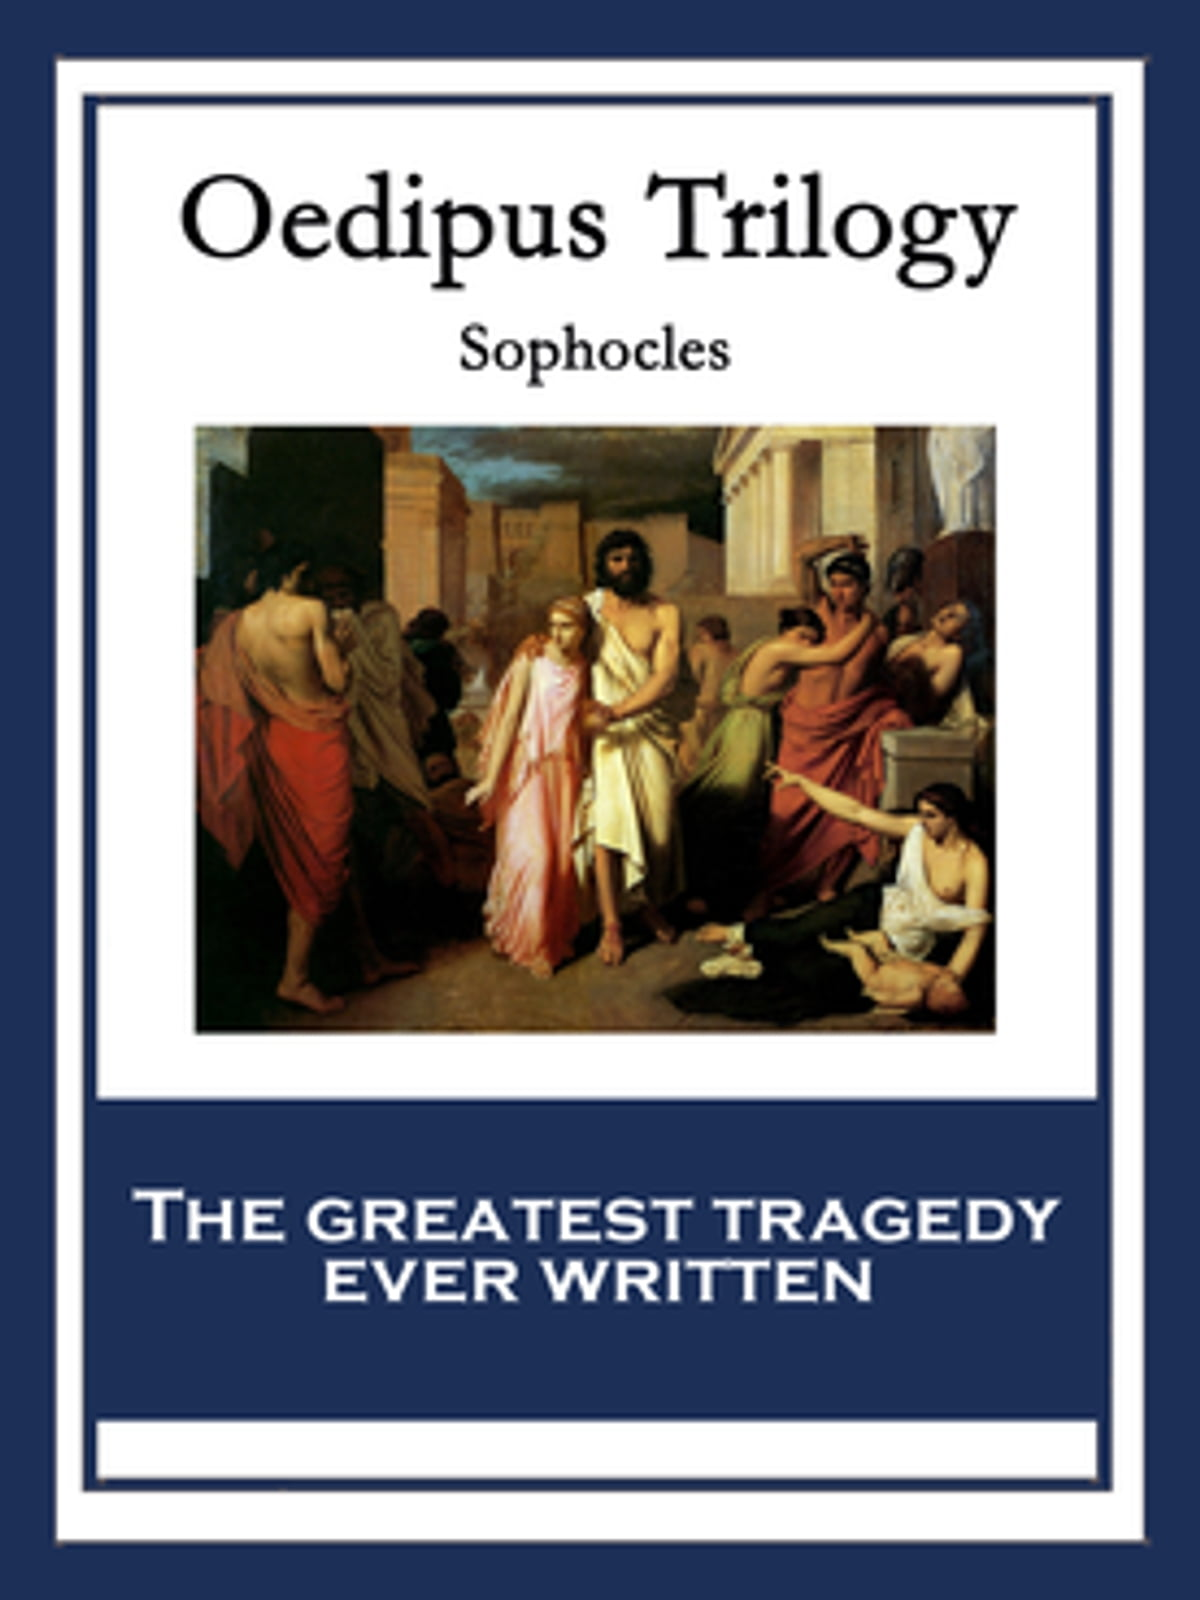 Oedipus Trilogy
Sophocles
THE GREATEST TRAGEDY
EVER WRITTEN